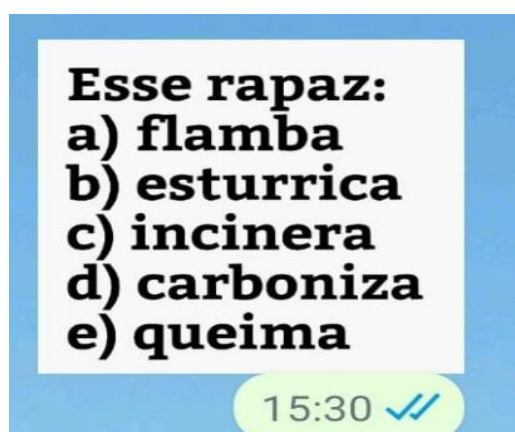 Esse rapaz:
a) flamba
b) esturrica
c) incinera
d) carboniza
e) queima
15:30